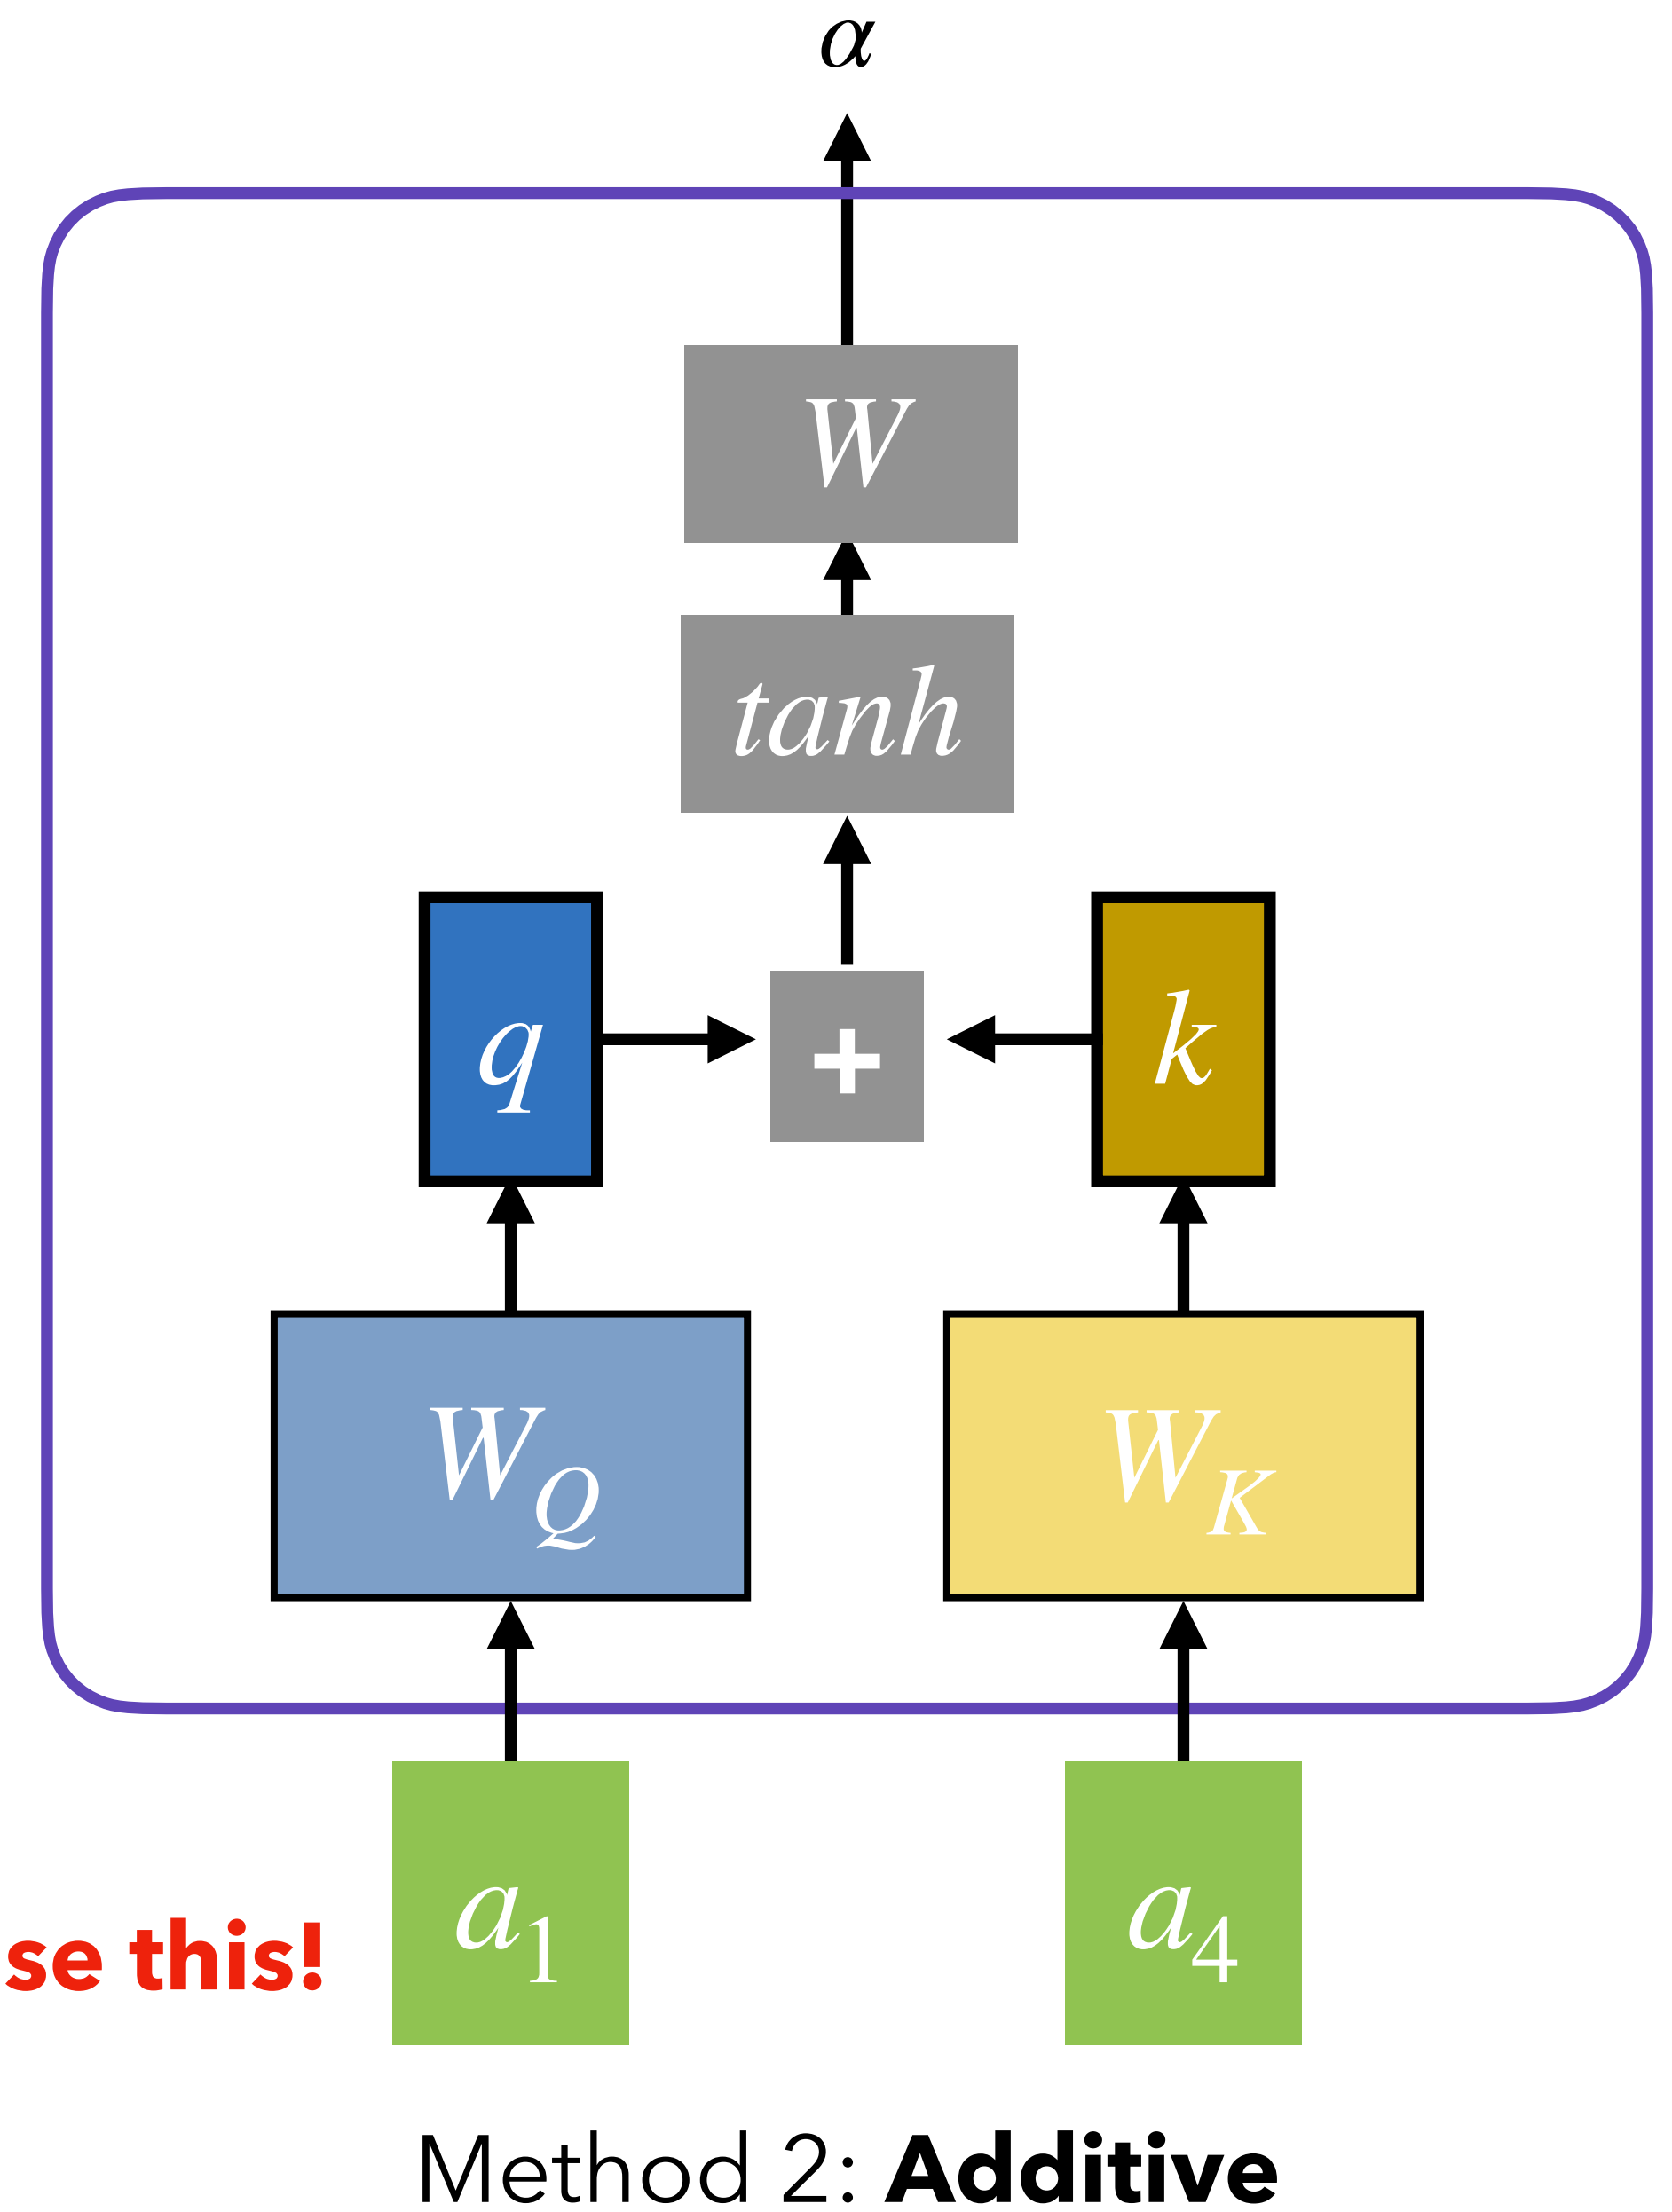 α
W
tanh
q + k
W_Q W_K
a_1 a_4
se this!
Method 2: Additive